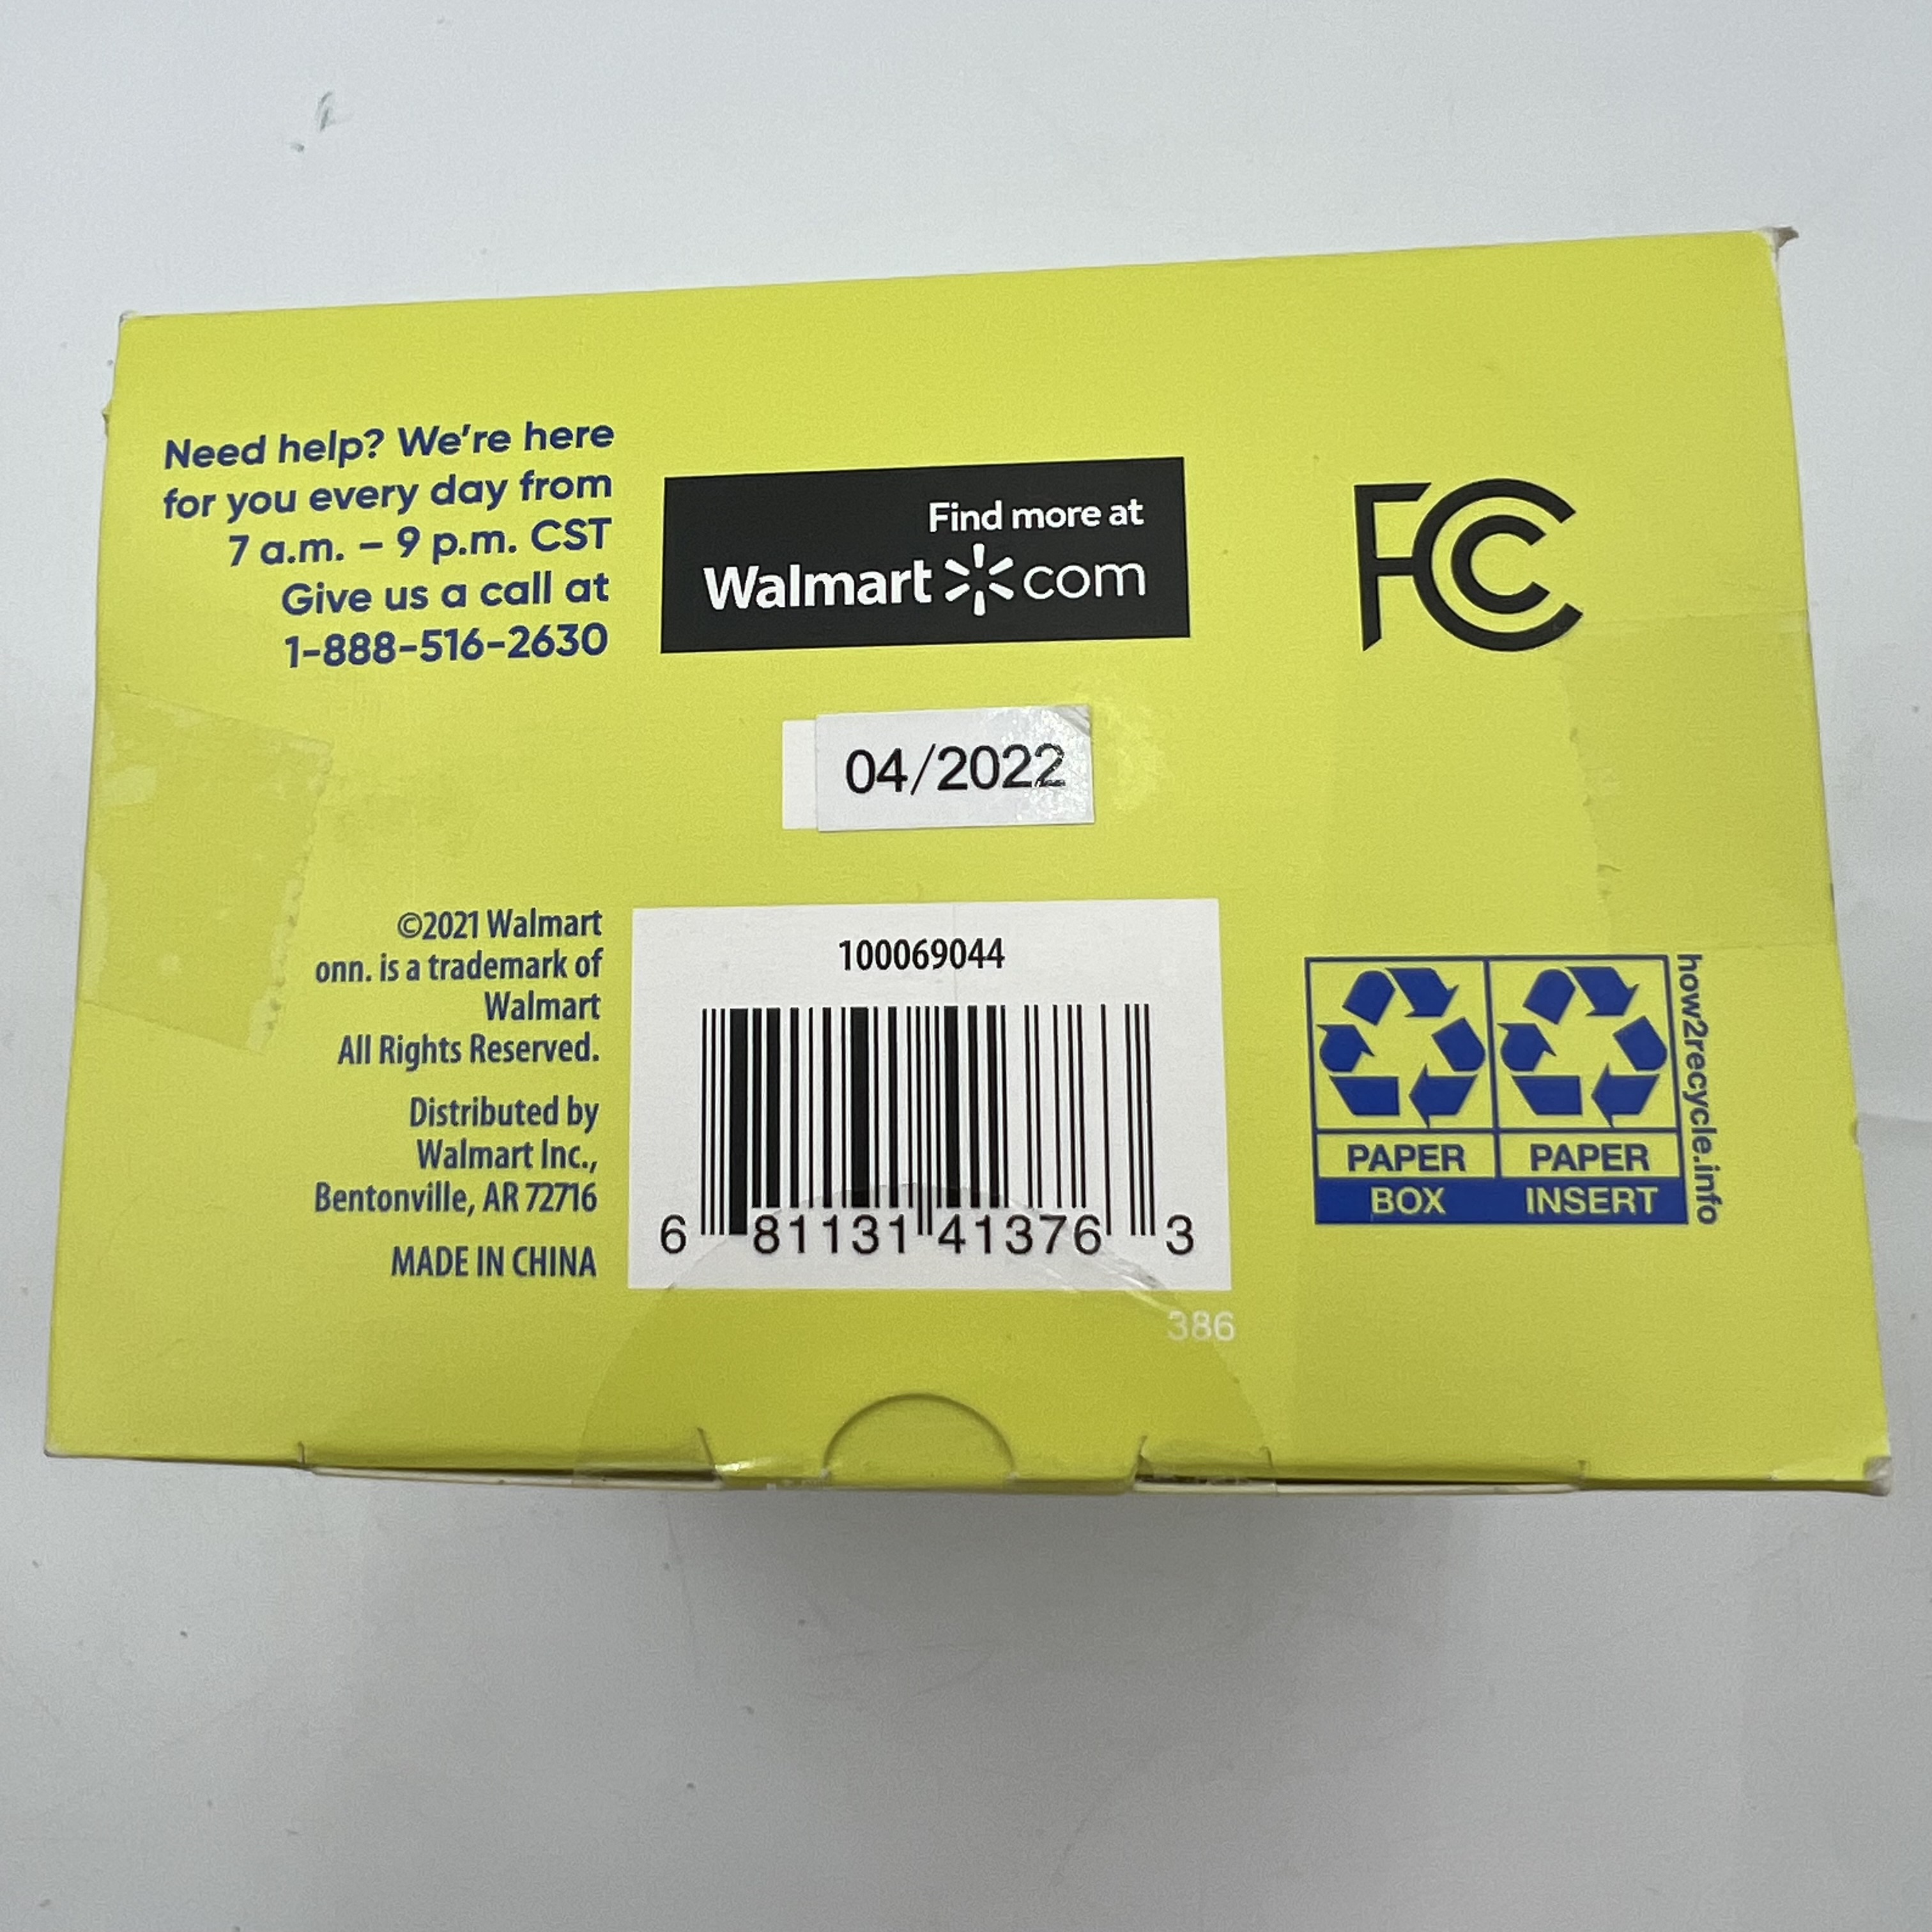 Need help? We're here
for you every day from
7 a.m. – 9 p.m. CST
Give us a call at
1-888-516-2630
Find more at
Walmart com
FC
04/2022
©2021 Walmart
onn. is a trademark of
Walmart
All Rights Reserved.
Distributed by
Walmart Inc.,
Bentonville, AR 72716
MADE IN CHINA
100069044
6 81131 41376 3
386
PAPER PAPER
BOX INSERT
how2recycle.info